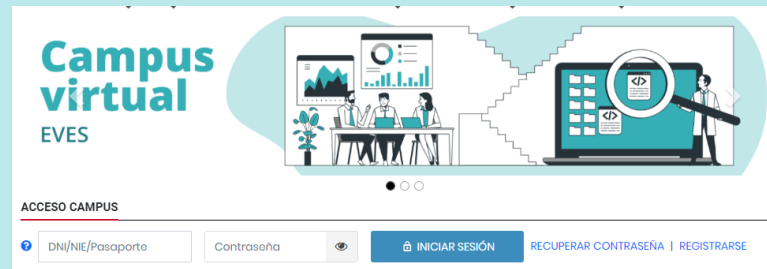 Campus
virtual
EVES
</>
</>
ACCESO CAMPUS
? DNI/NIE/Pasaporte Contraseña INICIAR SESIÓN RECUPERAR CONTRASEÑA | REGISTRARSE